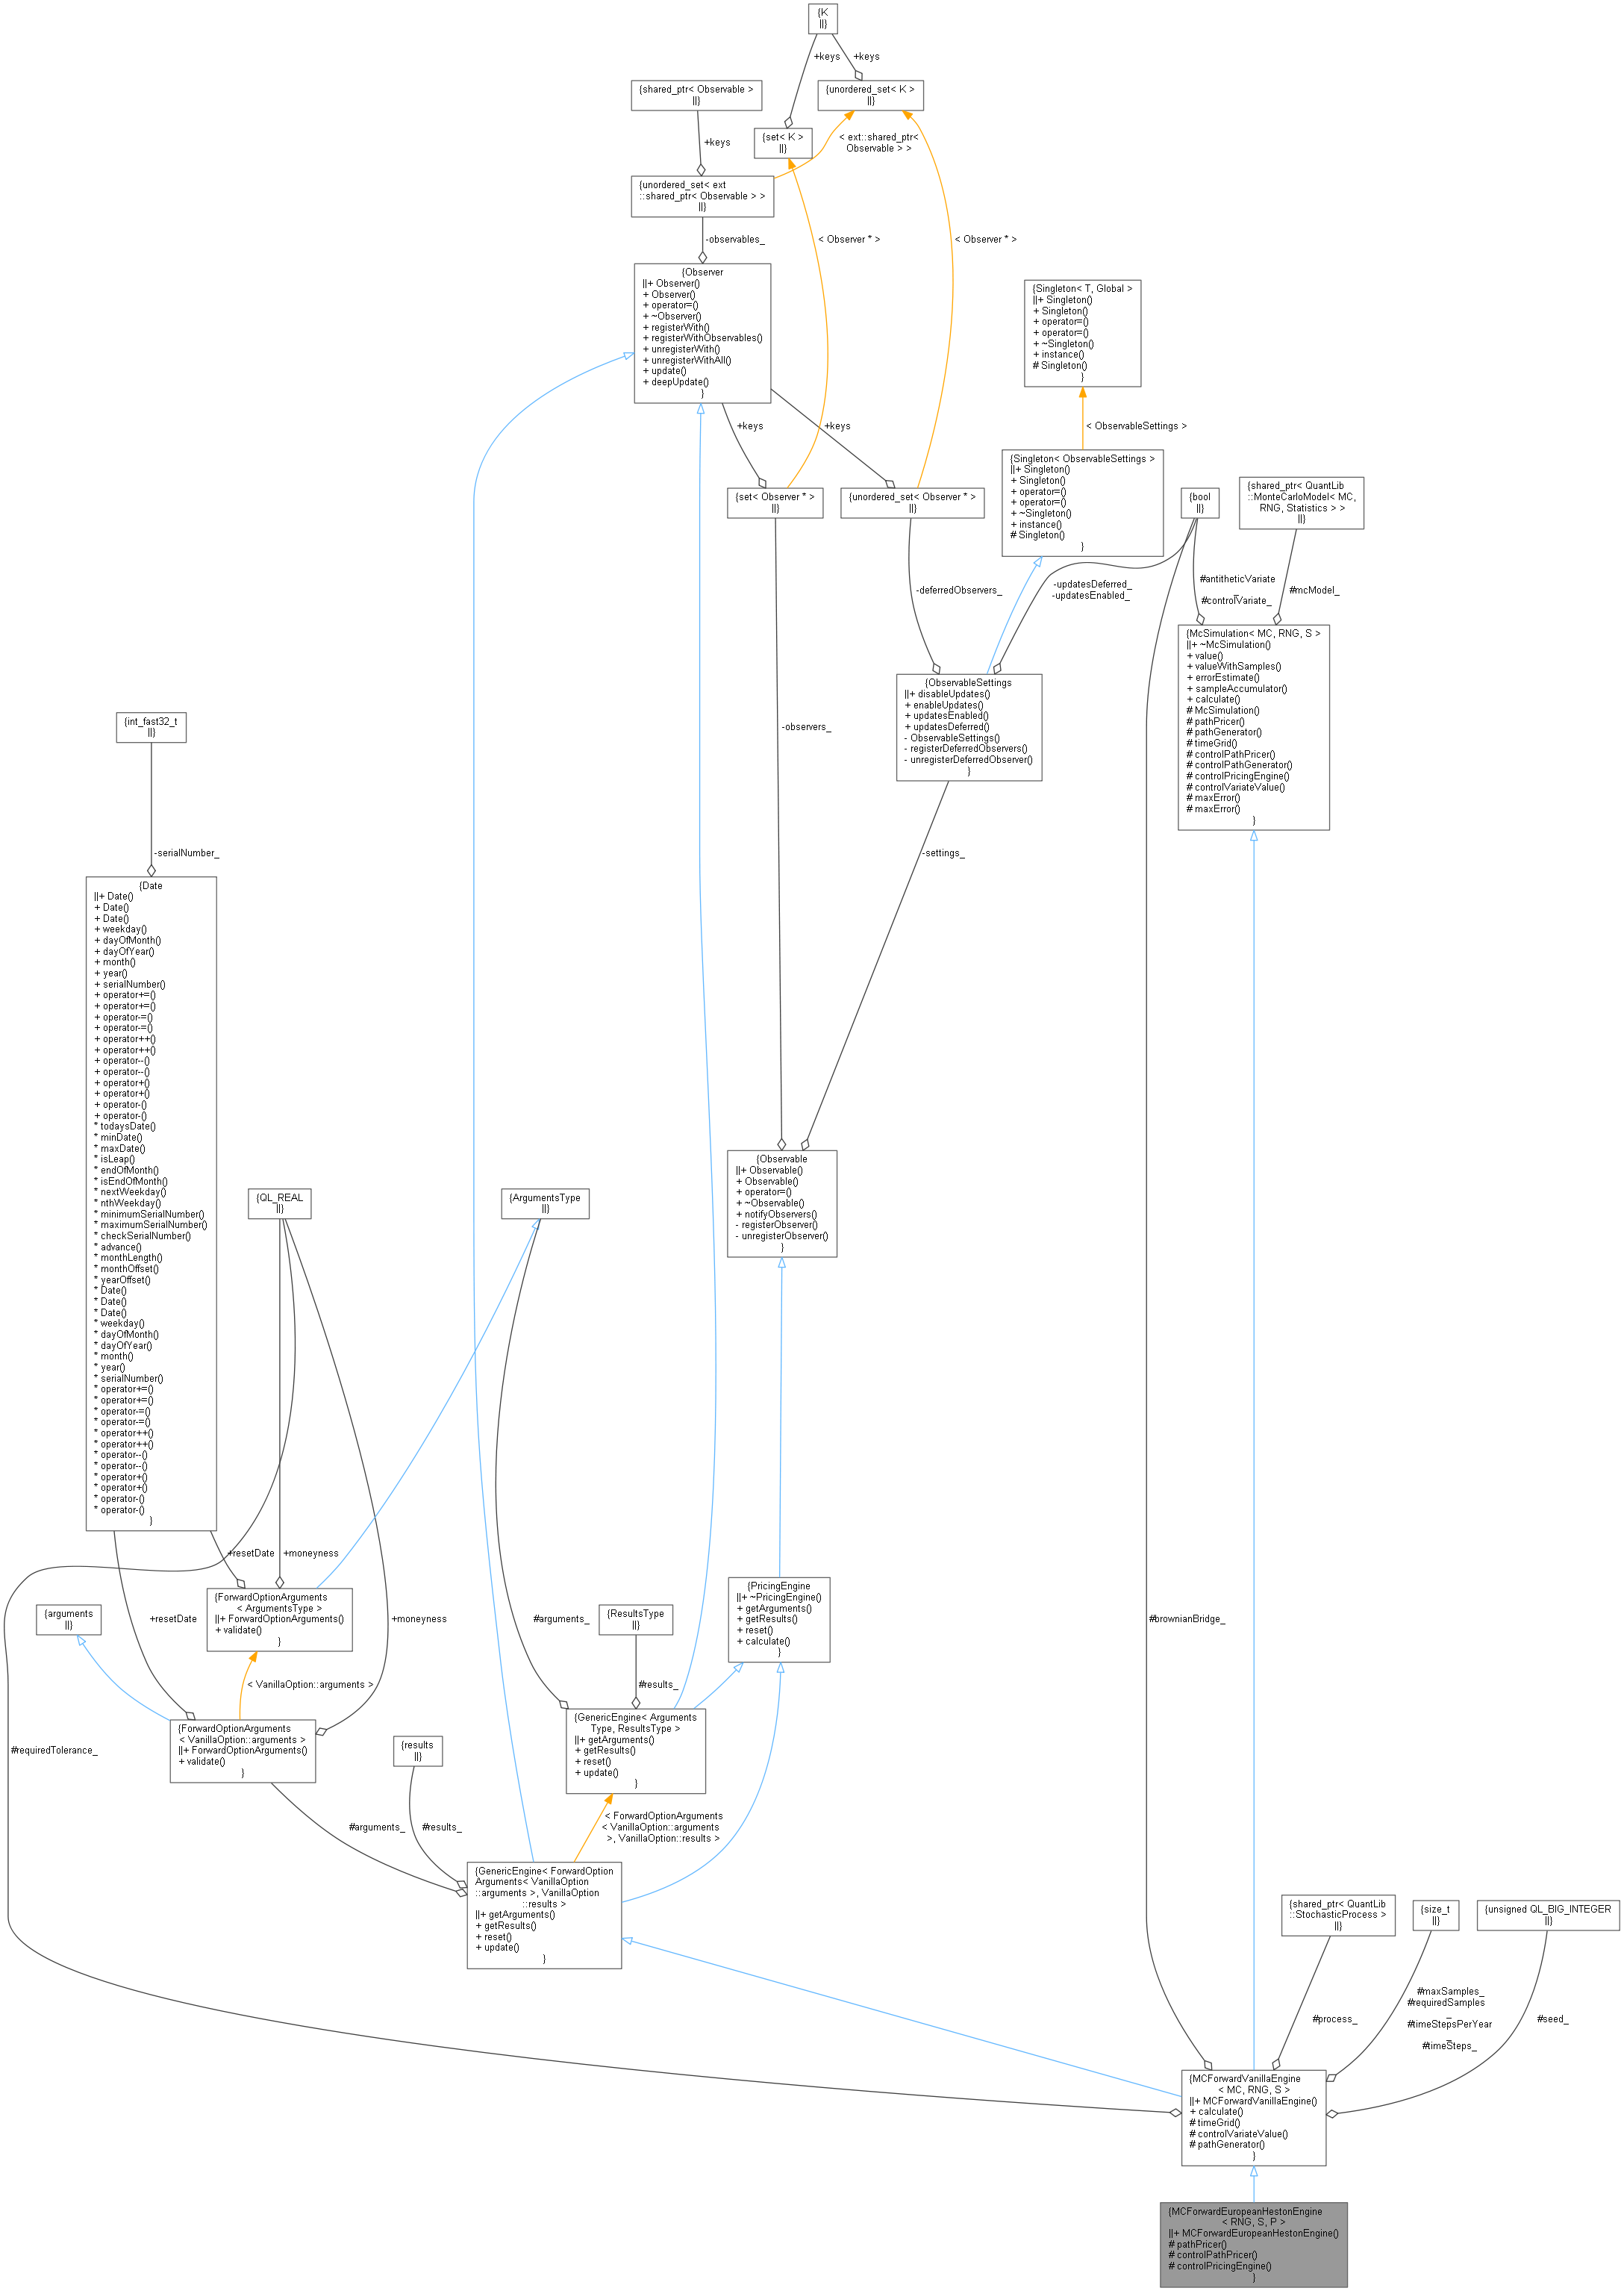 {K
||}
+keys
+keys
{shared_ptr< Observable >
||}
{unordered_set< K >
||}
+keys
{set< K >
||}
< ext::shared_ptr<
Observable > >
{unordered_set< ext
::shared_ptr< Observable > >
||}
-observables_
< Observer * >
< Observer * >
{Observer
||+ Observer()
+ Observer()
+ operator=()
+ ~Observer()
+ registerWith()
+ registerWithObservables()
+ unregisterWith()
+ unregisterWithAll()
+ update()
+ deepUpdate()
}
{Singleton< T, Global >
||+ Singleton()
+ Singleton()
+ operator=()
+ operator=()
+ ~Singleton()
+ instance()
# Singleton()
}
+keys
+keys
< ObservableSettings >
{set< Observer * >
||}
{unordered_set< Observer * >
||}
{Singleton< ObservableSettings >
||+ Singleton()
+ Singleton()
+ operator=()
+ operator=()
+ ~Singleton()
+ instance()
# Singleton()
}
{bool
||}
{shared_ptr< QuantLib
::MonteCarloModel< MC,
RNG, Statistics > >
||}
-deferredObservers_
-updatesDeferred_
-updatesEnabled_
#antitheticVariate
_
#controlVariate_
#mcModel_
{ObservableSettings
||+ disableUpdates()
+ enableUpdates()
+ updatesEnabled()
+ updatesDeferred()
- ObservableSettings()
- registerDeferredObservers()
- unregisterDeferredObserver()
}
{McSimulation< MC, RNG, S >
||+ ~McSimulation()
+ value()
+ valueWithSamples()
+ errorEstimate()
+ sampleAccumulator()
+ calculate()
# McSimulation()
# pathPricer()
# pathGenerator()
# timeGrid()
# controlPathPricer()
# controlPathGenerator()
# controlPricingEngine()
# controlVariateValue()
# maxError()
# maxError()
}
{int_fast32_t
||}
-observers_
-serialNumber_
-settings_
{Date
||+ Date()
+ Date()
+ Date()
+ weekday()
+ dayOfMonth()
+ dayOfYear()
+ month()
+ year()
+ serialNumber()
+ operator+=()
+ operator+=()
+ operator-=()
+ operator-=()
+ operator++()
+ operator++()
+ operator--()
+ operator--()
+ operator+()
+ operator+()
+ operator-()
+ operator-()
* todaysDate()
* minDate()
* maxDate()
* isLeap()
* endOfMonth()
* isEndOfMonth()
* nextWeekday()
* nthWeekday()
* minimumSerialNumber()
* maximumSerialNumber()
* checkSerialNumber()
* advance()
* monthLength()
* monthOffset()
* yearOffset()
* Date()
* Date()
* Date()
* weekday()
* dayOfMonth()
* dayOfYear()
* month()
* year()
* serialNumber()
* operator+=()
* operator+=()
* operator-=()
* operator-=()
* operator++()
* operator++()
* operator--()
* operator--()
* operator+()
* operator+()
* operator-()
* operator-()
}
{QL_REAL
||}
{ArgumentsType
||}
{Observable
||+ Observable()
+ Observable()
+ operator=()
+ ~Observable()
+ notifyObservers()
- registerObserver()
- unregisterObserver()
}
+resetDate
+moneyness
{arguments
||}
+resetDate
{ForwardOptionArguments
< ArgumentsType >
||+ ForwardOptionArguments()
+ validate()
}
+moneyness
#arguments_
{ResultsType
||}
{PricingEngine
||+ ~PricingEngine()
+ getArguments()
+ getResults()
+ reset()
+ calculate()
}
#brownianBridge_
< VanillaOption::arguments >
#results_
#requiredTolerance_
{ForwardOptionArguments
< VanillaOption::arguments >
||+ ForwardOptionArguments()
+ validate()
}
{results
||}
{GenericEngine< Arguments
Type, ResultsType >
||+ getArguments()
+ getResults()
+ reset()
+ update()
}
#arguments_
#results_
< ForwardOptionArguments
< VanillaOption::arguments
>, VanillaOption::results >
{GenericEngine< ForwardOption
Arguments< VanillaOption
::arguments >, VanillaOption
::results >
||+ getArguments()
+ getResults()
+ reset()
+ update()
}
{shared_ptr< QuantLib
::StochasticProcess >
||}
{size_t
||}
{unsigned QL_BIG_INTEGER
||}
#process_
#maxSamples_
#requiredSamples
_
#timeStepsPerYear
_
#timeSteps_
#seed_
{MCForwardVanillaEngine
< MC, RNG, S >
||+ MCForwardVanillaEngine()
+ calculate()
# timeGrid()
# controlVariateValue()
# pathGenerator()
}
{MCForwardEuropeanHestonEngine
< RNG, S, P >
||+ MCForwardEuropeanHestonEngine()
# pathPricer()
# controlPathPricer()
# controlPricingEngine()
}